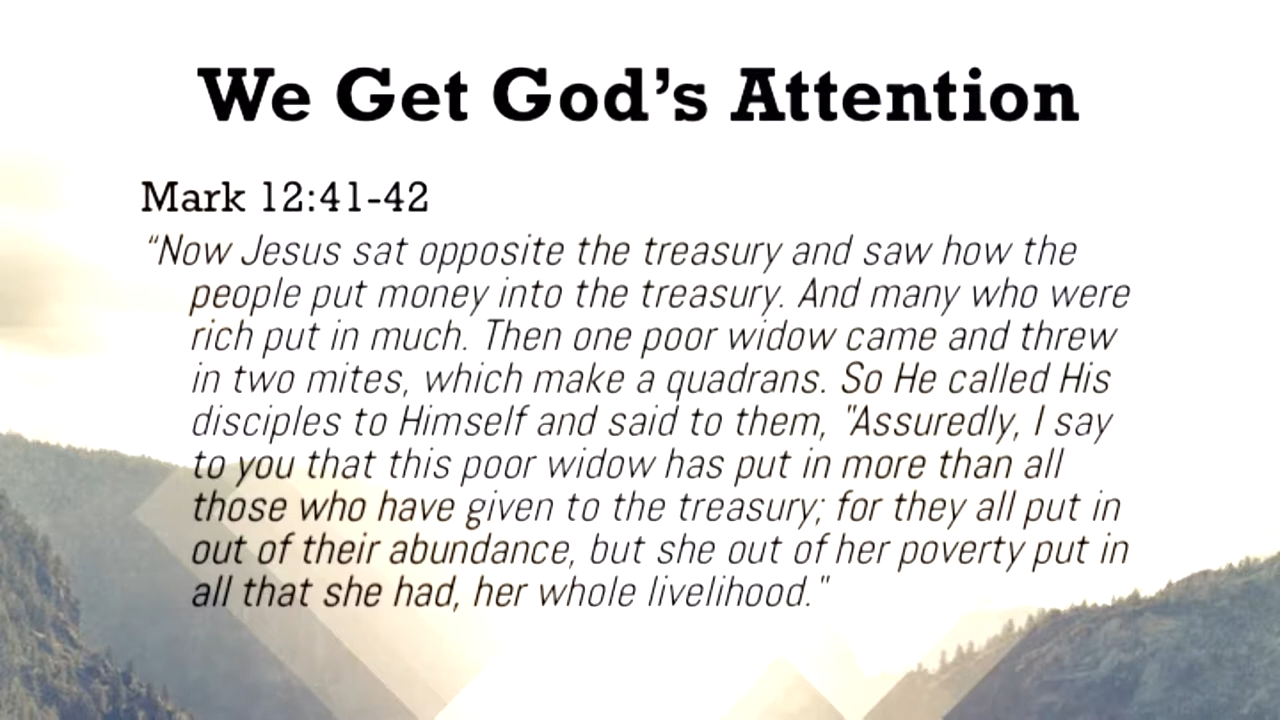 We Get God’s Attention
Mark 12:41-42
“Now Jesus sat opposite the treasury and saw how the
people put money into the treasury. And many who were
rich put in much. Then one poor widow came and threw
in two mites, which make a quadrans. So He called His
disciples to Himself and said to them, "Assuredly, I say
to you that this poor widow has put in more than all
those who have given to the treasury; for they all put in
out of their abundance, but she out of her poverty put in
all that she had, her whole livelihood."